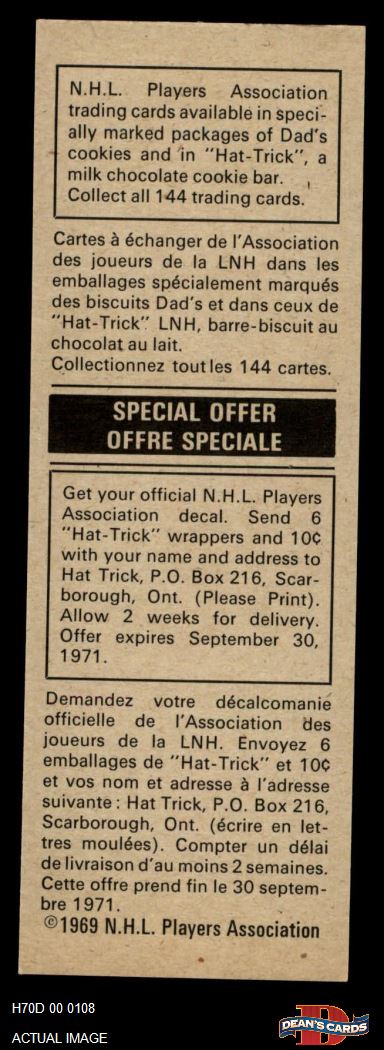 N.H.L. Players Association
trading cards available in speci-
ally marked packages of Dad's
cookies and in "Hat-Trick", a
milk chocolate cookie bar.
Collect all 144 trading cards.
Cartes à échanger de l'Association
des joueurs de la LNH dans les
emballages spécialement marqués
des biscuits Dad's et dans ceux de
"Hat-Trick" LNH, barre-biscuit au
chocolat au lait.
Collectionnez toutles 144 cartes.
SPECIAL OFFER
OFFRE SPECIALE
Get your official N.H.L. Players
Association decal. Send 6
"Hat-Trick" wrappers and 10¢
with your name and address to
Hat Trick, P.O. Box 216, Scar-
borough, Ont. (Please Print).
Allow 2 weeks for delivery.
Offer expires September 30,
1971.
Demandez votre décalcomanie
officielle de l'Association des
joueurs de la LNH. Envoyez 6
emballages de "Hat-Trick" et 10¢
et vos nom et adresse à l'adresse
suivante: Hat Trick, P.O. Box 216,
Scarborough, Ont. (écrire en let-
tres moulées). Compter un délai
de livraison d'au moins 2 semaines.
Cette offre prend fin le 30 septem-
bre 1971.
©1969 N.H.L. Players Association
H70D 00 0108
ACTUAL IMAGE
D
DEAN'S CARDS